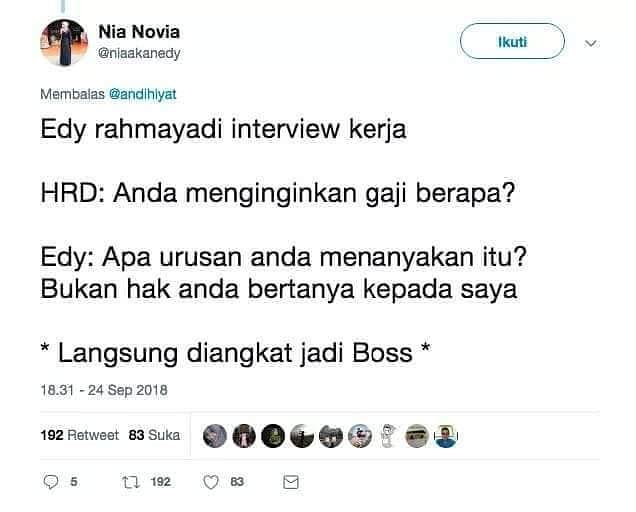 Nia Novia
@niaakanedy
Ikuti
Membalas @andihiyat
Edy rahmayadi interview kerja
HRD: Anda menginginkan gaji berapa?
Edy: Apa urusan anda menanyakan itu?
Bukan hak anda bertanya kepada saya
* Langsung diangkat jadi Boss *
18.31 - 24 Sep 2018
192 Retweet 83 Suka
5 192 83